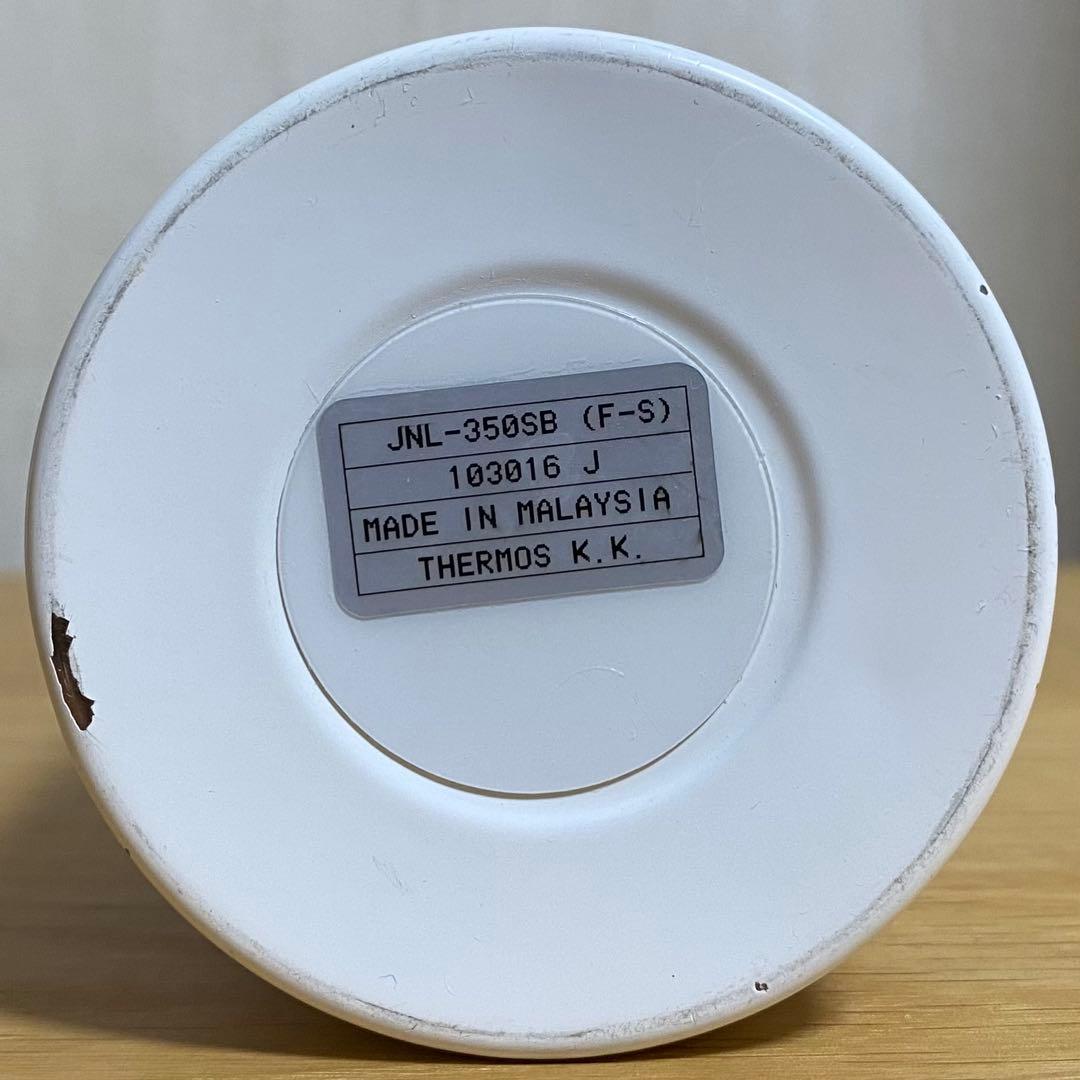 JNL-350SB (F-S)
103016 J
MADE IN MALAYSIA
THERMOS K.K.